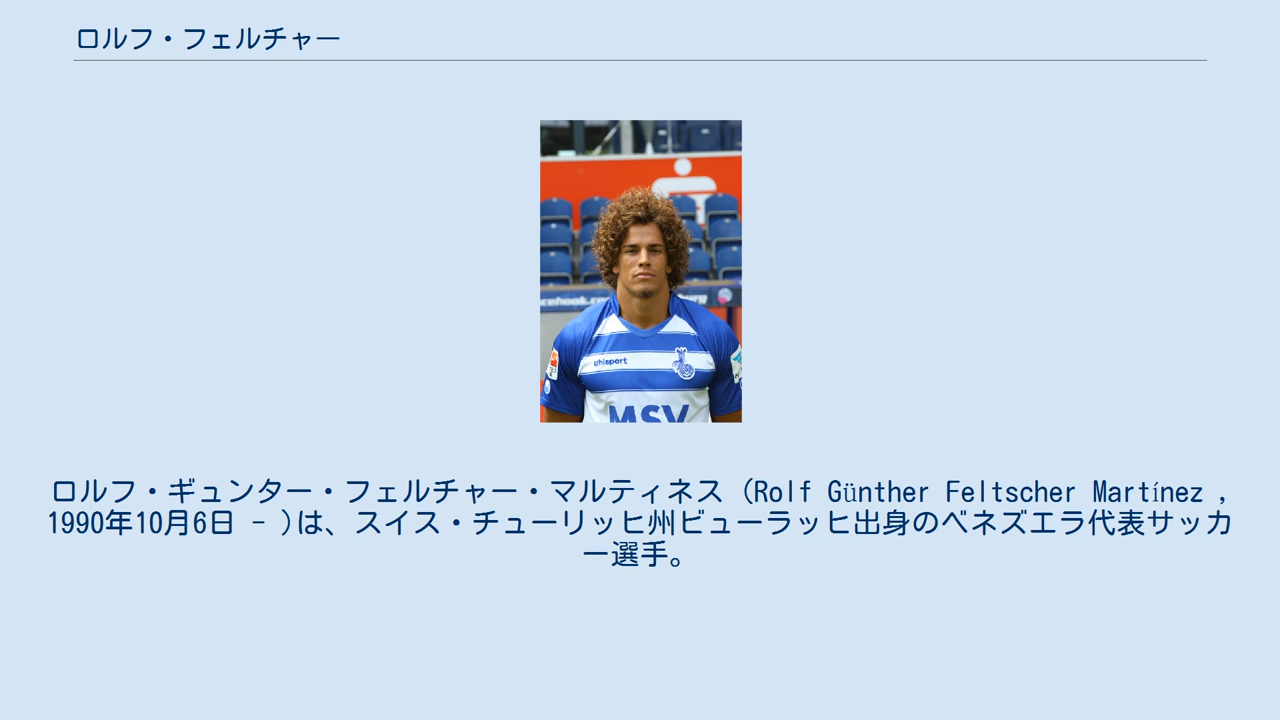 ロルフ・フェルチャー
uhlsport
MSV
ロルフ・ギュンター・フェルチャー・マルティネス (Rolf Günther Feltscher Martínez ,
1990年10月6日 - )は、スイス・チューリッヒ州ビューラッヒ出身のベネズエラ代表サッカ
ー選手。